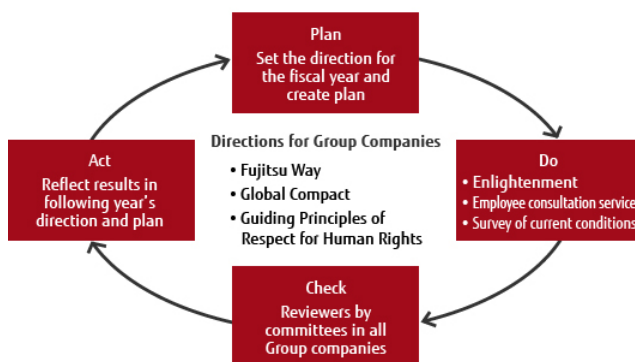 Plan
Set the direction for
the fiscal year and
create plan
Directions for Group Companies
• Fujitsu Way
• Global Compact
• Guiding Principles of
Respect for Human Rights
Act
Reflect results in
following year's
direction and plan
Do
• Enlightenment
• Employee consultation service
• Survey of current conditions
Check
Reviewers by
committees in all
Group companies